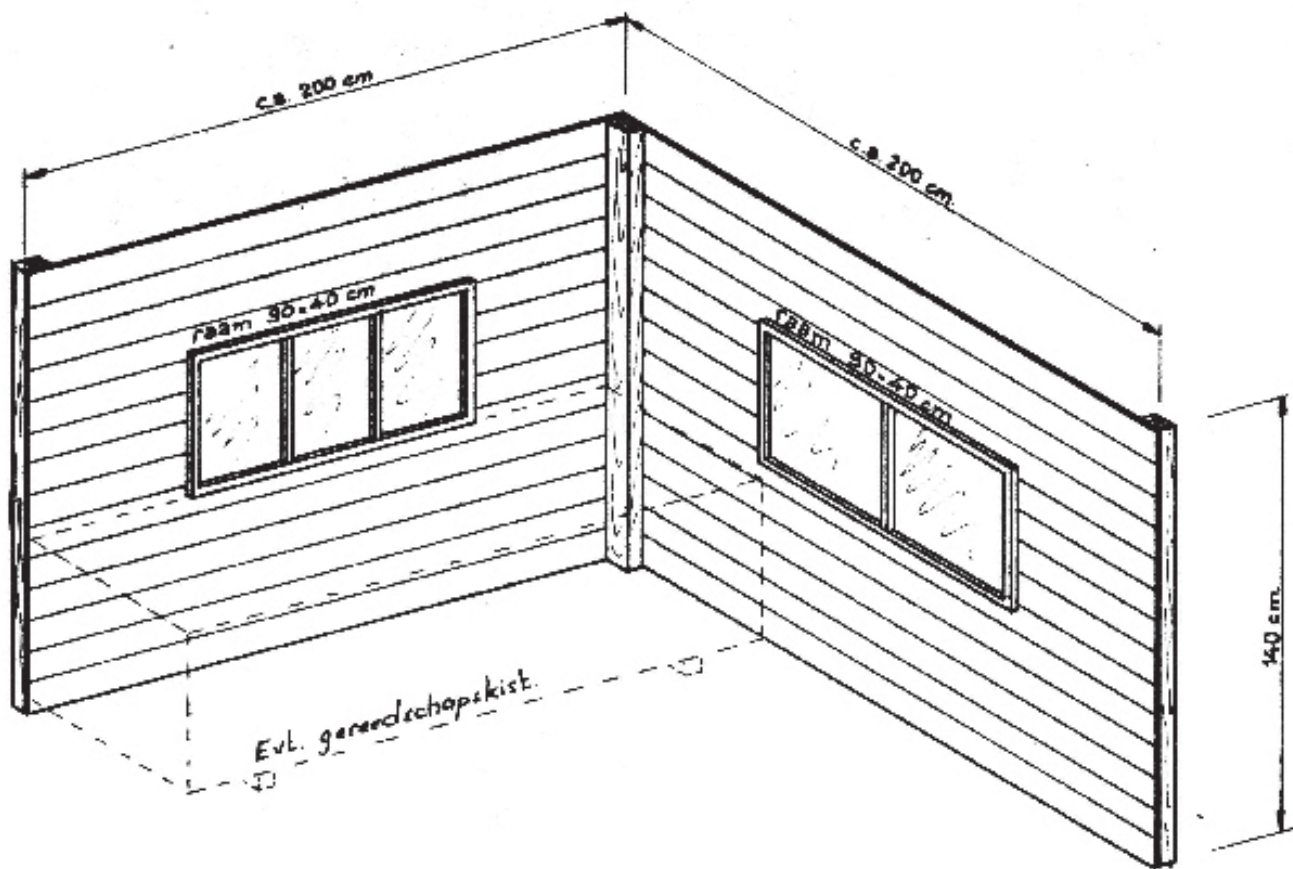 c.a. 200 cm
c.a. 200 cm.
raam 90×40 cm
raam 90×40 cm
140 cm.
Evt. gereedschapskist.